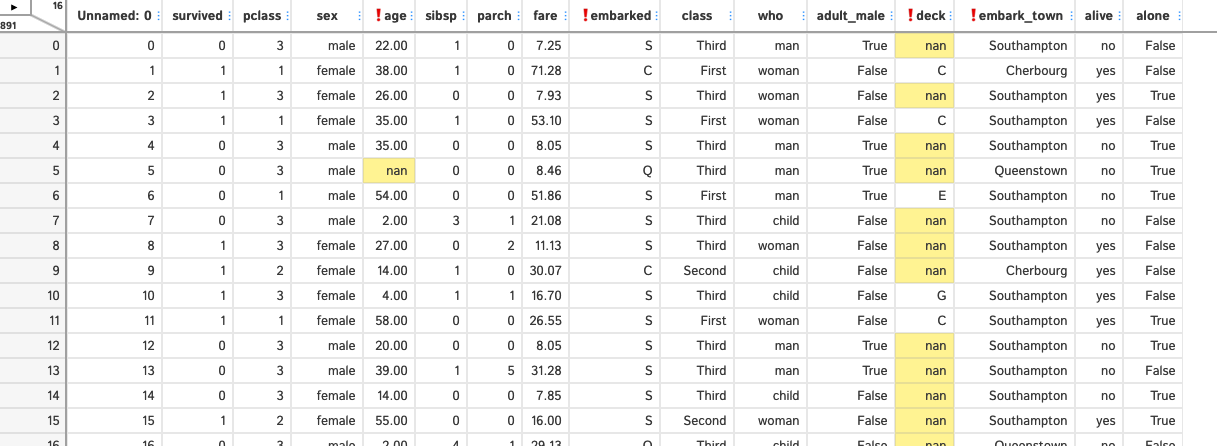 ▶ 16 Unnamed: 0 survived pclass sex !age sibsp parch fare !embarked class who adult_male !deck !embark_town alive alone
891
0 0 0 3 male 22.00 1 0 7.25 S Third man True nan Southampton no False
1 1 1 1 female 38.00 1 0 71.28 C First woman False C Cherbourg yes False
2 2 1 3 female 26.00 0 0 7.93 S Third woman False nan Southampton yes True
3 3 1 1 female 35.00 1 0 53.10 S First woman False C Southampton yes False
4 4 0 3 male 35.00 0 0 8.05 S Third man True nan Southampton no True
5 5 0 3 male nan 0 0 8.46 Q Third man True nan Queenstown no True
6 6 0 1 male 54.00 0 0 51.86 S First man True E Southampton no True
7 7 0 3 male 2.00 3 1 21.08 S Third child False nan Southampton no False
8 8 1 3 female 27.00 0 2 11.13 S Third woman False nan Southampton yes False
9 9 1 2 female 14.00 1 0 30.07 C Second child False nan Cherbourg yes False
10 10 1 3 female 4.00 1 1 16.70 S Third child False G Southampton yes False
11 11 1 1 female 58.00 0 0 26.55 S First woman False C Southampton yes True
12 12 0 3 male 20.00 0 0 8.05 S Third man True nan Southampton no True
13 13 0 3 male 39.00 1 5 31.28 S Third man True nan Southampton no False
14 14 0 3 female 14.00 0 0 7.85 S Third child False nan Southampton no True
15 15 1 2 female 55.00 0 0 16.00 S Second woman False nan Southampton yes True
16 16 0 3 male 2.00 4 1 29.13 Q Third child False nan Queenstown no False